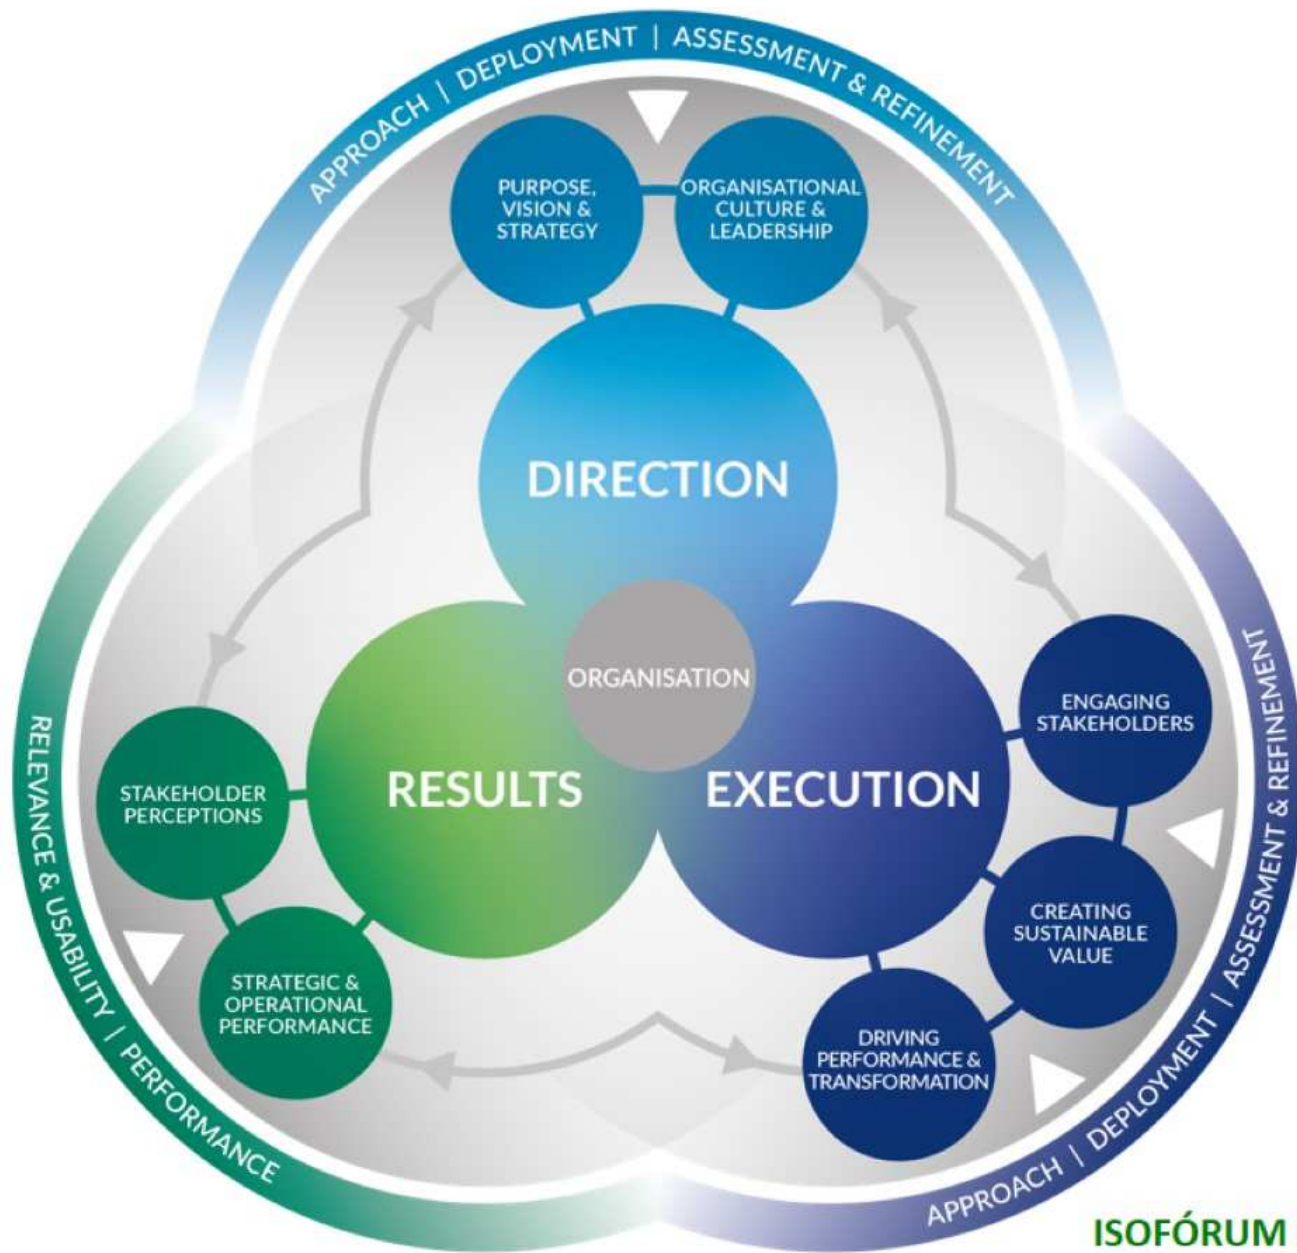 APPROACH | DEPLOYMENT | ASSESSMENT & REFINEMENT
PURPOSE,
VISION &
STRATEGY
ORGANISATIONAL
CULTURE &
LEADERSHIP
DIRECTION
ORGANISATION
RESULTS
EXECUTION
ENGAGING
STAKEHOLDERS
CREATING
SUSTAINABLE
VALUE
DRIVING
PERFORMANCE &
TRANSFORMATION
APPROACH | DEPLOYMENT | ASSESSMENT & REFINEMENT
STAKEHOLDER
PERCEPTIONS
STRATEGIC &
OPERATIONAL
PERFORMANCE
RELEVANCE & USABILITY | PERFORMANCE
ISOFÓRUM